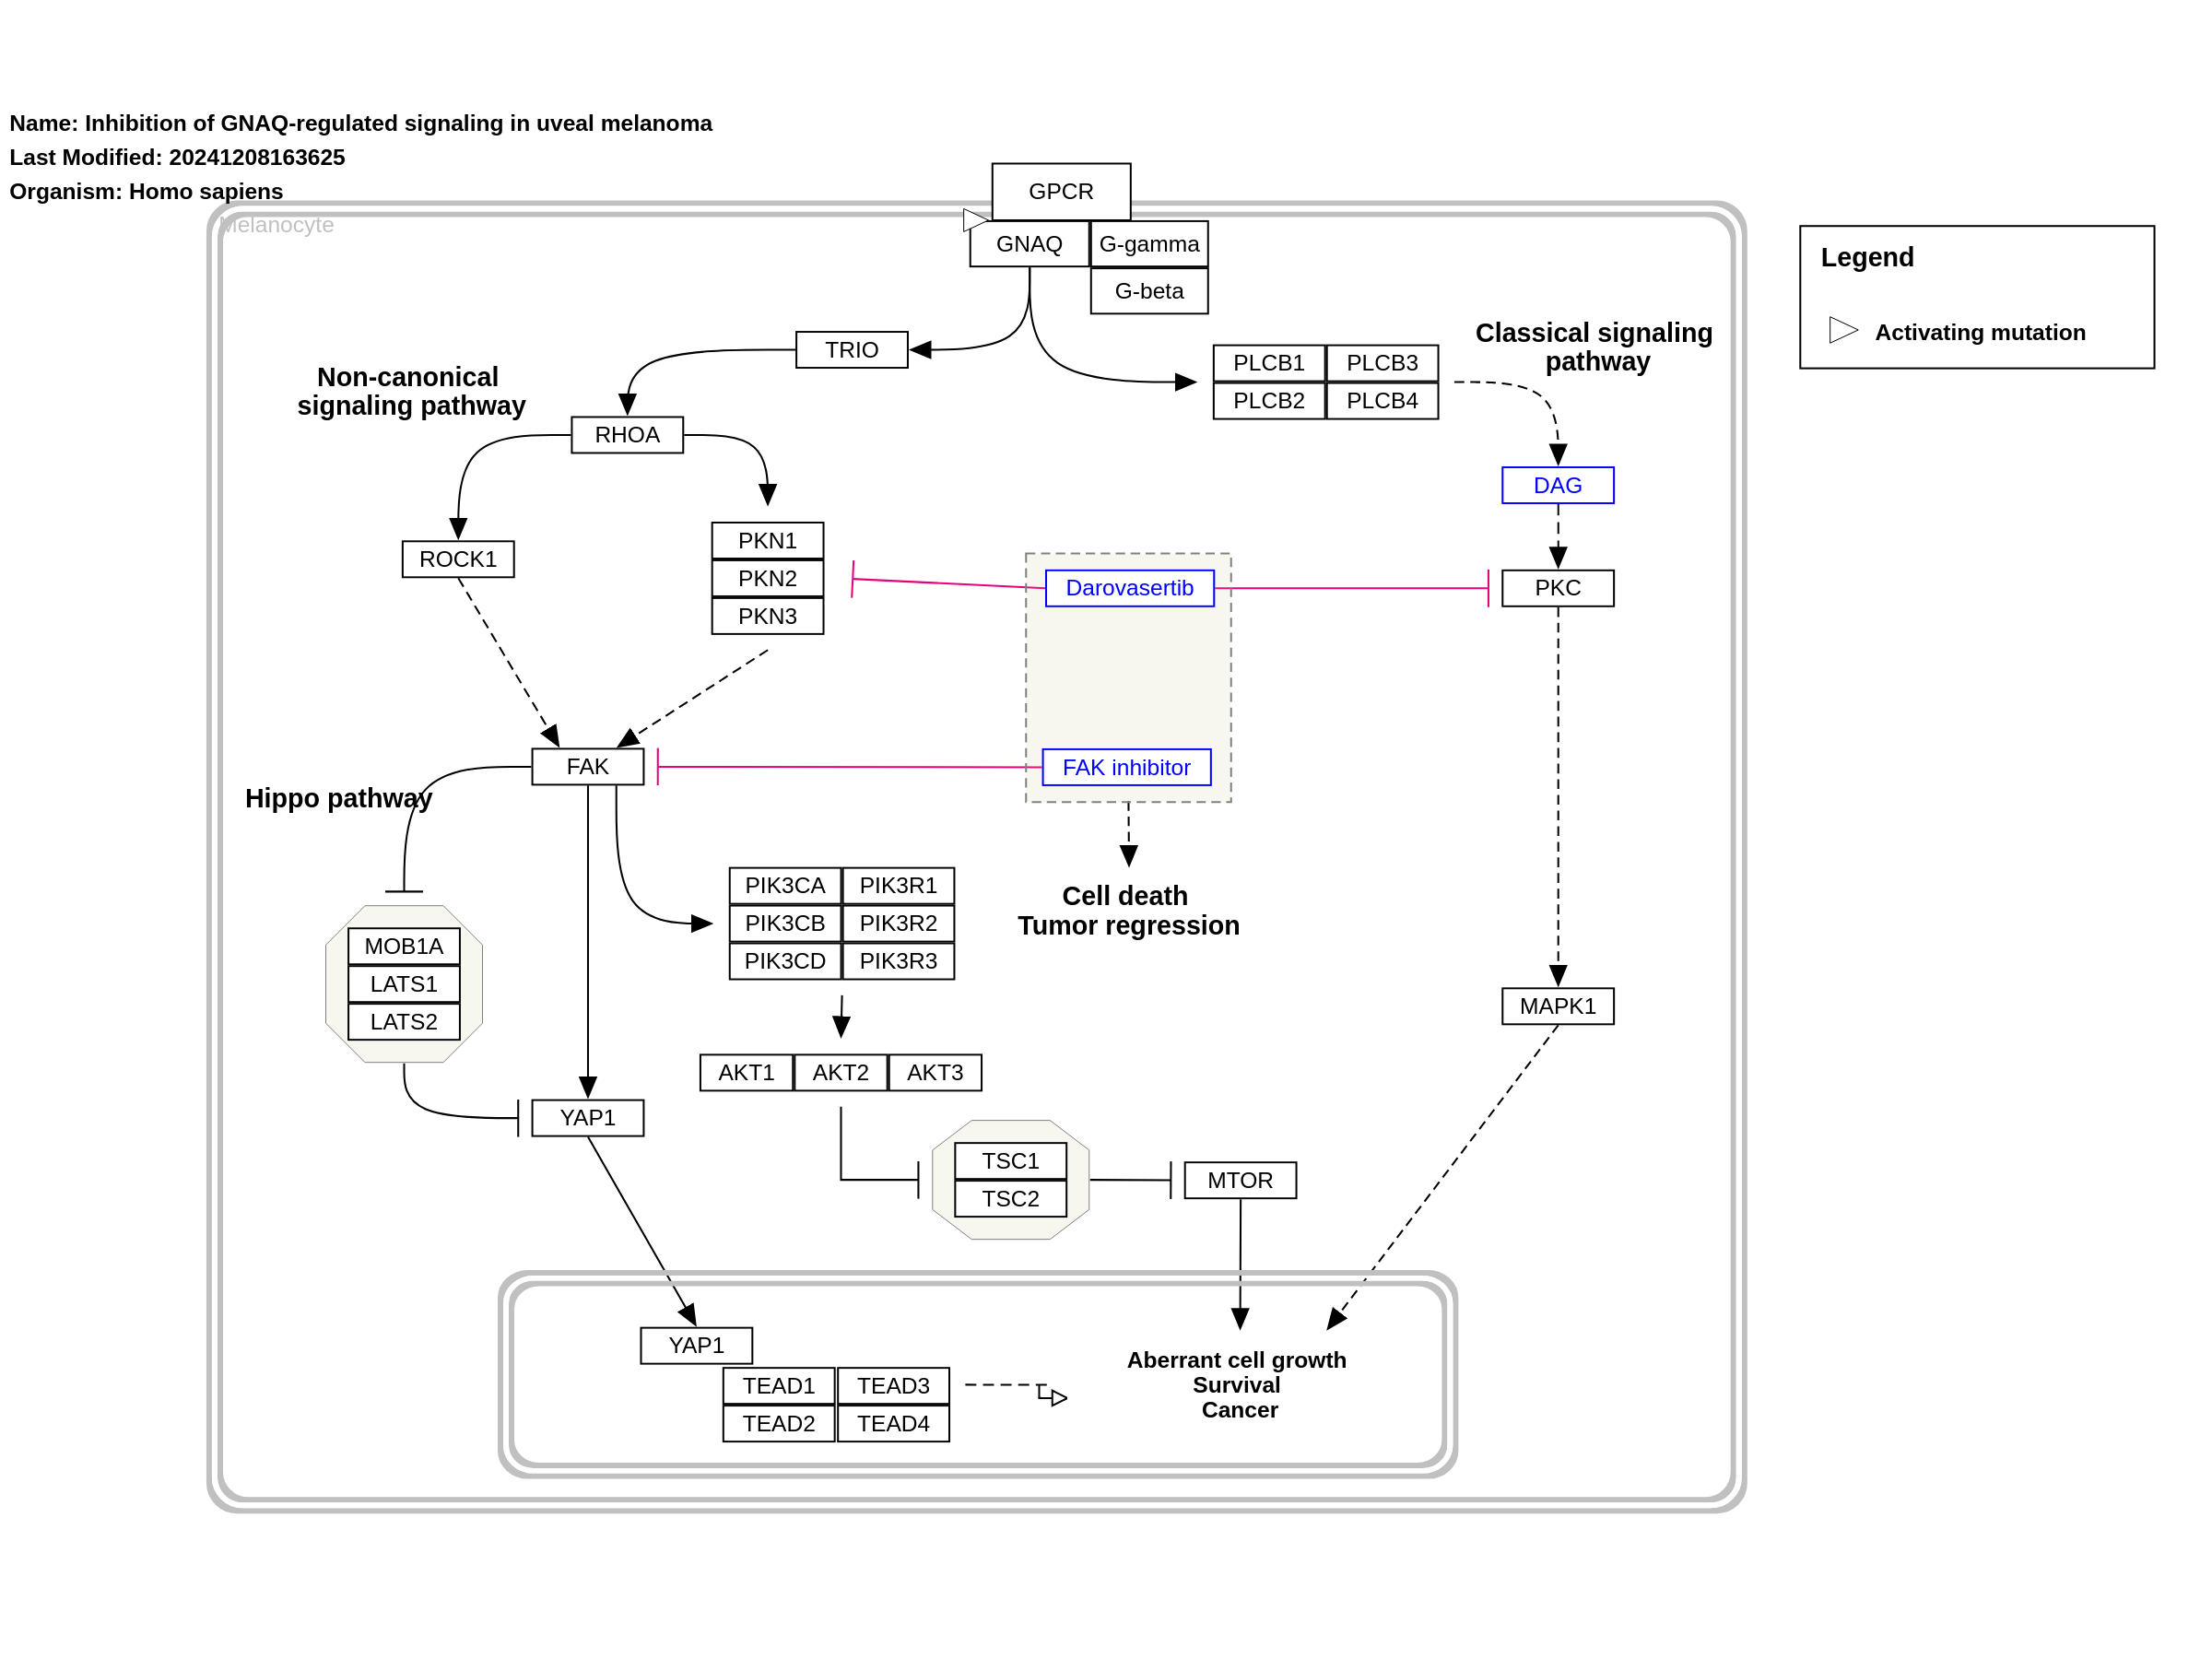 Name: Inhibition of GNAQ-regulated signaling in uveal melanoma
Last Modified: 20241208163625
Organism: Homo sapiens
Melanocyte
GPCR
GNAQ
G-gamma
G-beta
Legend
Activating mutation
TRIO
Non-canonical
signaling pathway
RHOA
PLCB1
PLCB3
PLCB2
PLCB4
Classical signaling
pathway
DAG
ROCK1
PKN1
PKN2
PKN3
Darovasertib
PKC
FAK
FAK inhibitor
Hippo pathway
PIK3CA
PIK3R1
PIK3CB
PIK3R2
PIK3CD
PIK3R3
Cell death
Tumor regression
MOB1A
LATS1
LATS2
MAPK1
AKT1
AKT2
AKT3
YAP1
TSC1
TSC2
MTOR
YAP1
TEAD1
TEAD3
TEAD2
TEAD4
Aberrant cell growth
Survival
Cancer